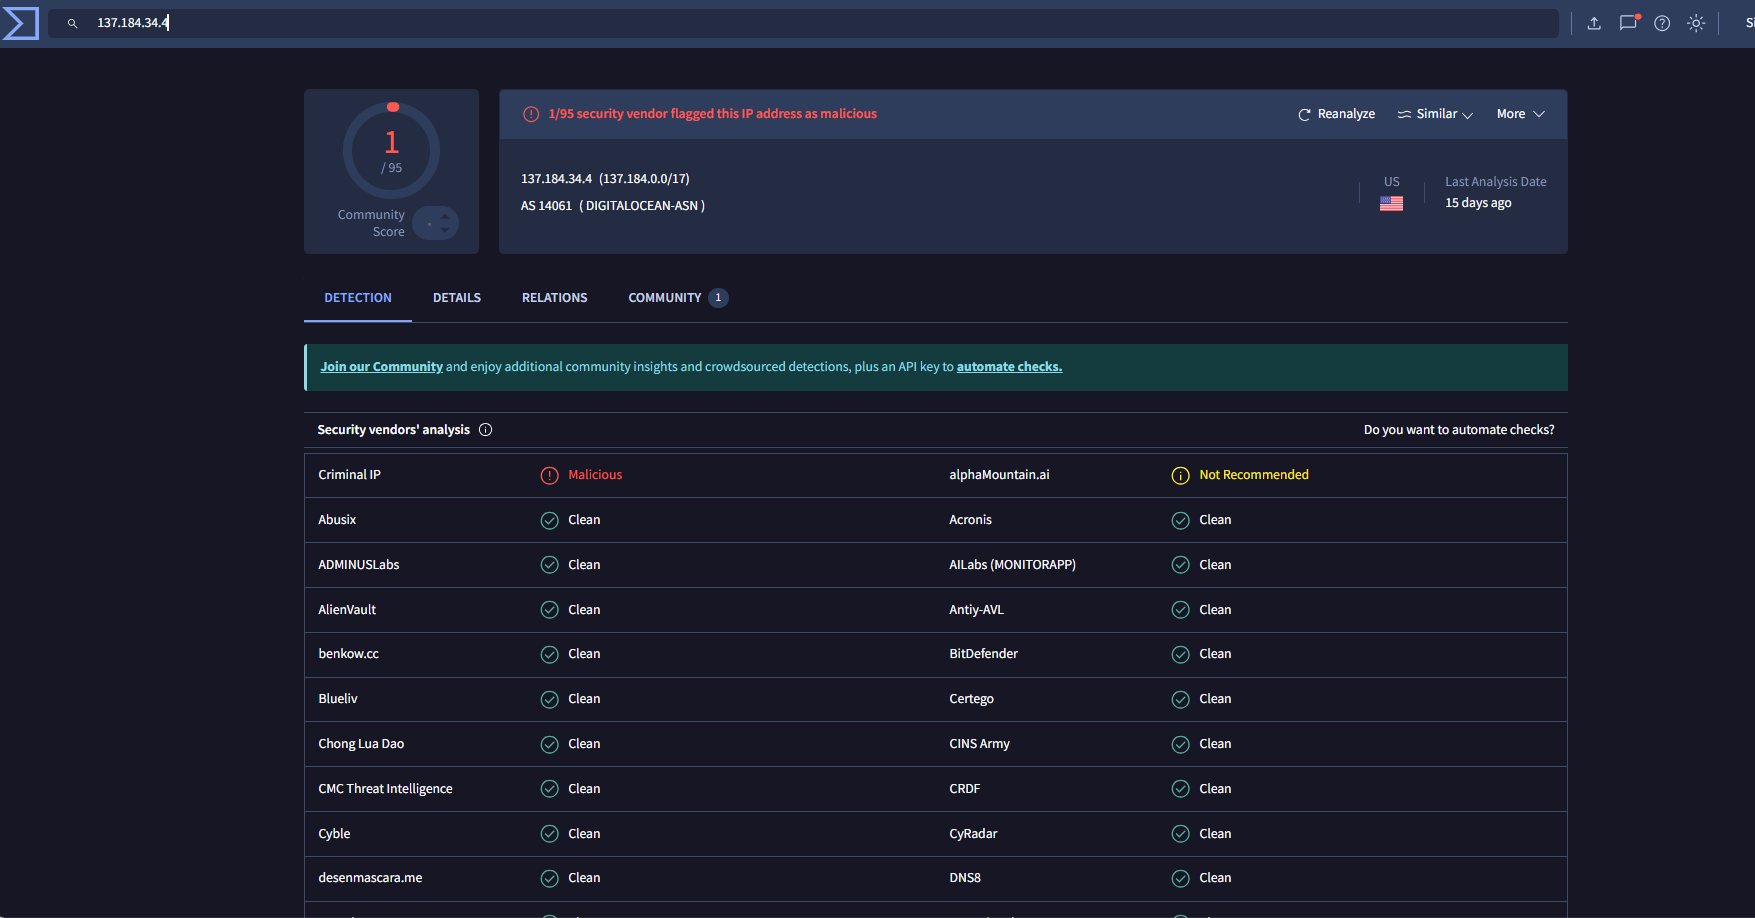 137.184.34.4
1
/ 95
Community
Score
1/95 security vendor flagged this IP address as malicious
Reanalyze
Similar
More
137.184.34.4 (137.184.0.0/17)
AS 14061 ( DIGITALOCEAN-ASN )
US
Last Analysis Date
15 days ago
DETECTION
DETAILS
RELATIONS
COMMUNITY 1
Join our Community and enjoy additional community insights and crowdsourced detections, plus an API key to automate checks.
Security vendors' analysis
Do you want to automate checks?
Criminal IP Malicious alphaMountain.ai Not Recommended
Abusix Clean Acronis Clean
ADMINUSLabs Clean AILabs (MONITORAPP) Clean
AlienVault Clean Antiy-AVL Clean
benkow.cc Clean BitDefender Clean
Blueliv Clean Certego Clean
Chong Lua Dao Clean CINS Army Clean
CMC Threat Intelligence Clean CRDF Clean
Cyble Clean CyRadar Clean
desenmascara.me Clean DNS8 Clean